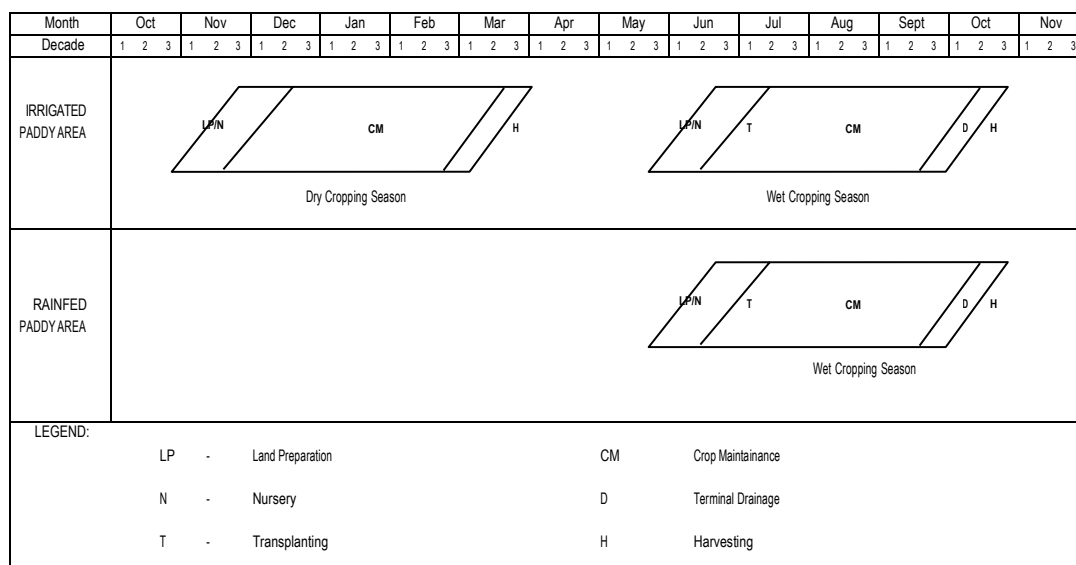 Month Oct Nov Dec Jan Feb Mar Apr May Jun Jul Aug Sept Oct Nov
Decade 1 2 3 1 2 3 1 2 3 1 2 3 1 2 3 1 2 3 1 2 3 1 2 3 1 2 3 1 2 3 1 2 3 1 2 3 1 2 3 1 2 3
IRRIGATED
PADDY AREA
LP/N CM H LP/N T CM D H
Dry Cropping Season Wet Cropping Season
RAINFED
PADDY AREA
LP/N T CM D H
Wet Cropping Season
LEGEND:
LP - Land Preparation CM Crop Maintainance
N - Nursery D Terminal Drainage
T - Transplanting H Harvesting